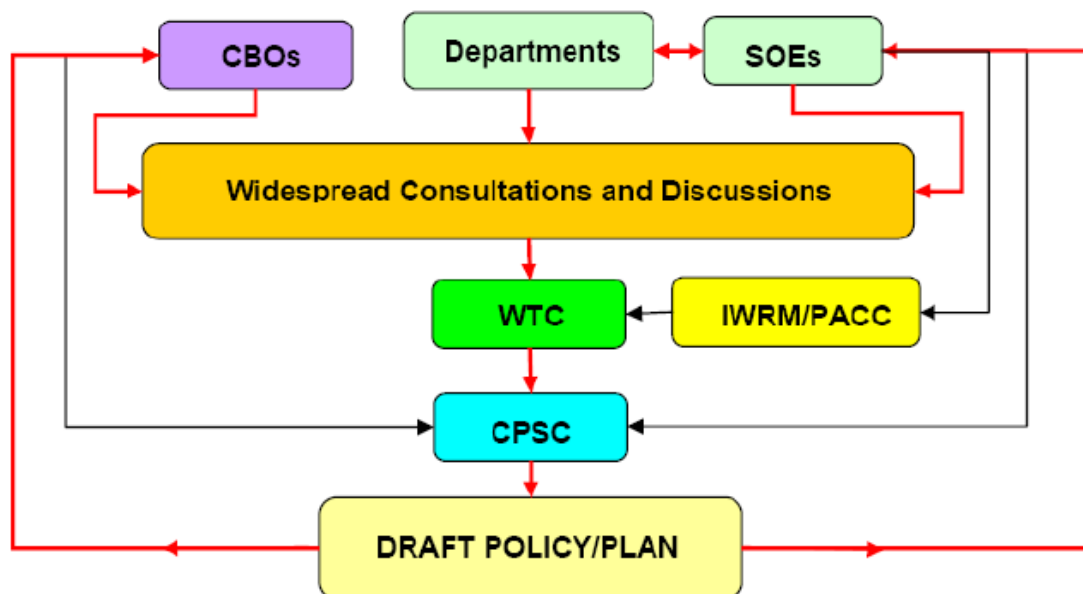 CBOs
Departments
SOEs
Widespread Consultations and Discussions
WTC
IWRM/PACC
CPSC
DRAFT POLICY/PLAN